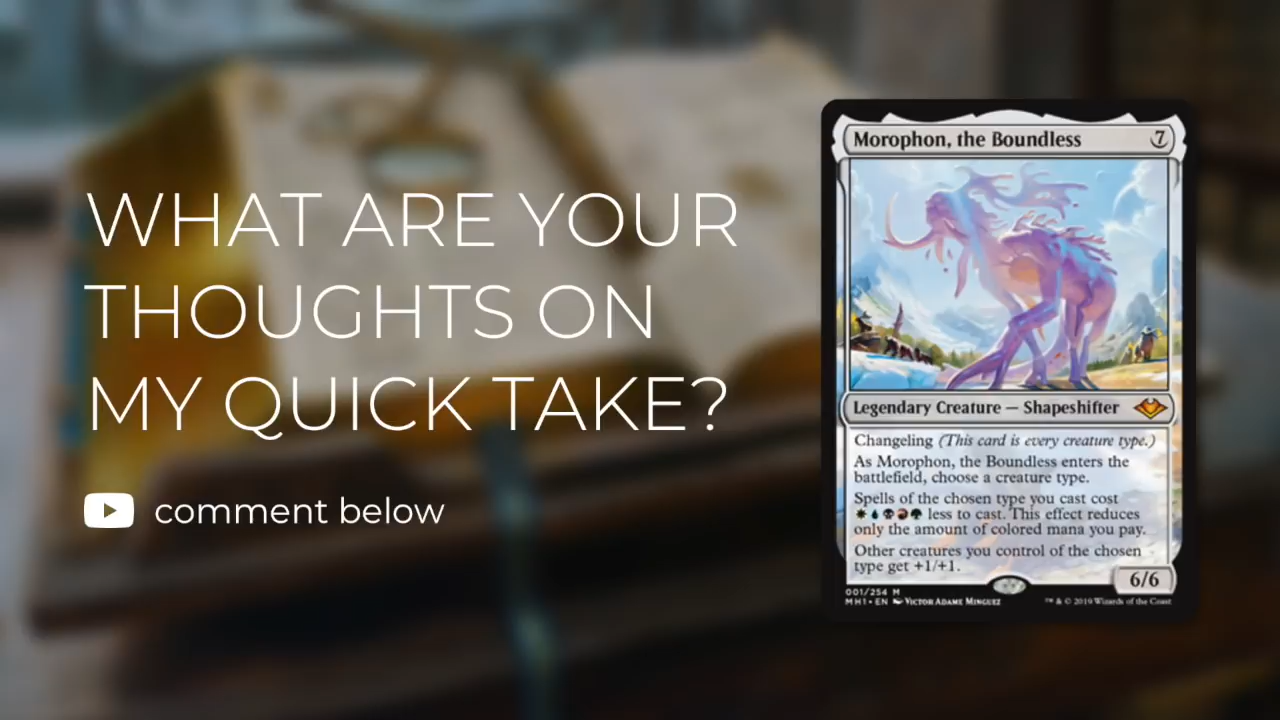 WHAT ARE YOUR
THOUGHTS ON
MY QUICK TAKE?
comment below
Morophon, the Boundless 7
Legendary Creature — Shapeshifter
Changeling (This card is every creature type.)
As Morophon, the Boundless enters the
battlefield, choose a creature type.
Spells of the chosen type you cast cost
less to cast. This effect reduces
only the amount of colored mana you pay.
Other creatures you control of the chosen
type get +1/+1.
6/6
001/254 M
MH1 • EN Victor Adame Minguez
™ & © 2019 Wizards of the Coast